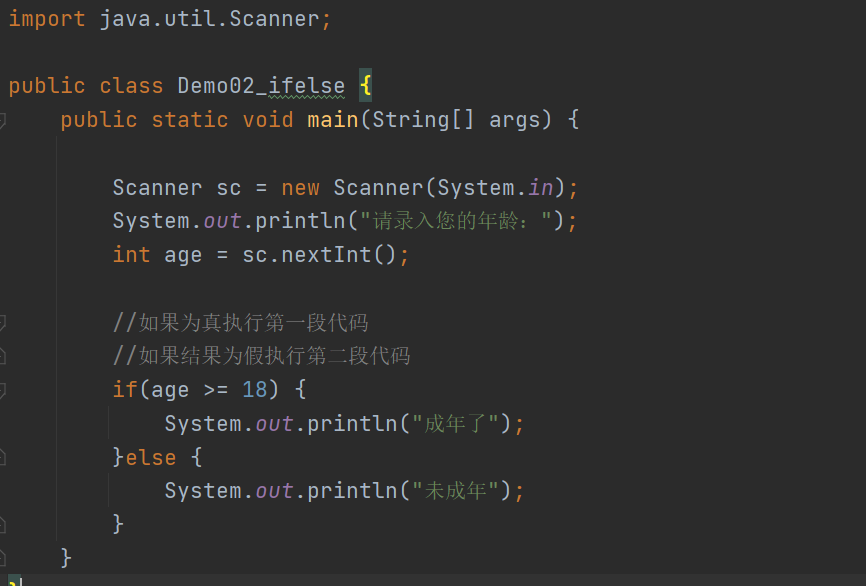 import java.util.Scanner;
public class Demo02_ifelse {
public static void main(String[] args) {
Scanner sc = new Scanner(System.in);
System.out.println("请录入您的年龄：");
int age = sc.nextInt();
//如果为真执行第一段代码
//如果结果为假执行第二段代码
if(age >= 18) {
System.out.println("成年了");
}else {
System.out.println("未成年");
}
}
}